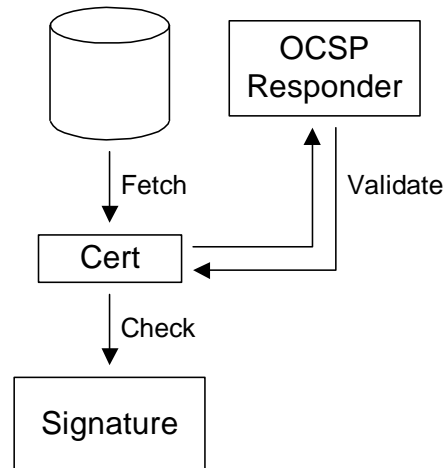 OCSP
Responder
Fetch
Validate
Cert
Check
Signature